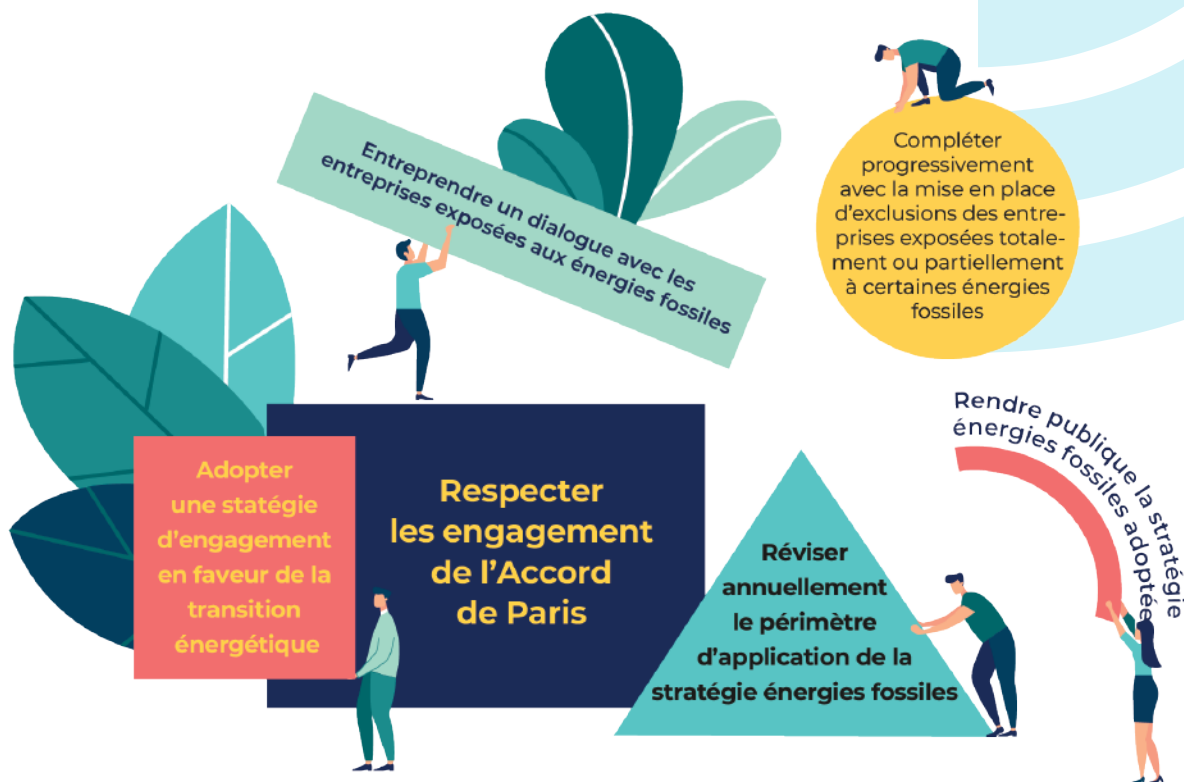 Entreprendre un dialogue avec les
entreprises exposées aux énergies fossiles
Compléter
progressivement
avec la mise en place
d'exclusions des entre-
prises exposées totale-
ment ou partiellement
à certaines énergies
fossiles
Adopter
une statégie
d'engagement
en faveur de la
transition
énergétique
Respecter
les engagement
de l'Accord
de Paris
Réviser
annuellement
le périmètre
d'application de la
stratégie énergies fossiles
Rendre publique la stratégie
énergies fossiles adoptée